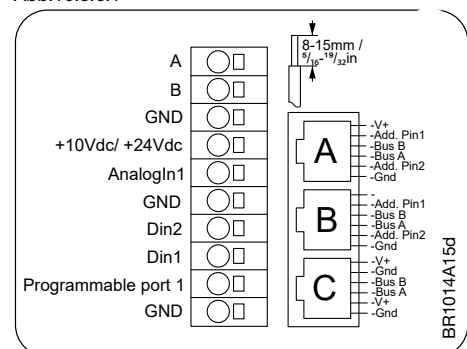 8-15mm /
5/16-19/32in
A
B
GND
+10Vdc/ +24Vdc
AnalogIn1
GND
Din2
Din1
Programmable port 1
GND
A
-V+
-Add. Pin1
-Bus B
-Bus A
-Add. Pin2
-Gnd
B
-
-Add. Pin1
-Bus B
-Bus A
-Add. Pin2
-Gnd
C
-V+
-Gnd
-Bus B
-Bus A
-V+
-Gnd
BR1014A15d